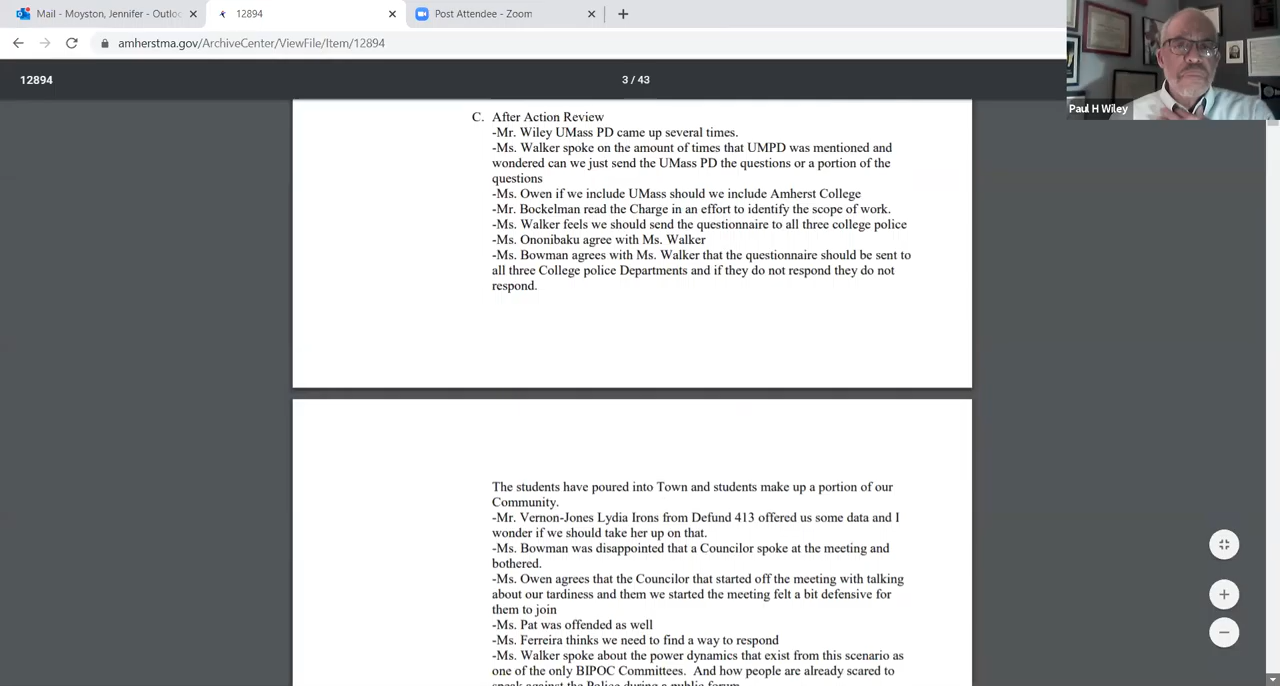 Mail - Moyston, Jennifer - Outloo
12894
Post Attendee - Zoom
amherstma.gov/ArchiveCenter/ViewFile/Item/12894
12894
3 / 43
Paul H Wiley
C. After Action Review
-Mr. Wiley UMass PD came up several times.
-Ms. Walker spoke on the amount of times that UMPD was mentioned and
wondered can we just send the UMass PD the questions or a portion of the
questions
-Ms. Owen if we include UMass should we include Amherst College
-Mr. Bockelman read the Charge in an effort to identify the scope of work.
-Ms. Walker feels we should send the questionnaire to all three college police
-Ms. Ononibaku agree with Ms. Walker
-Ms. Bowman agrees with Ms. Walker that the questionnaire should be sent to
all three College police Departments and if they do not respond they do not
respond.
The students have poured into Town and students make up a portion of our
Community.
-Mr. Vernon-Jones Lydia Irons from Defund 413 offered us some data and I
wonder if we should take her up on that.
-Ms. Bowman was disappointed that a Councilor spoke at the meeting and
bothered.
-Ms. Owen agrees that the Councilor that started off the meeting with talking
about our tardiness and them we started the meeting felt a bit defensive for
them to join
-Ms. Pat was offended as well
-Ms. Ferreira thinks we need to find a way to respond
-Ms. Walker spoke about the power dynamics that exist from this scenario as
one of the only BIPOC Committees.  And how people are already scared to
speak against the Police during a public forum